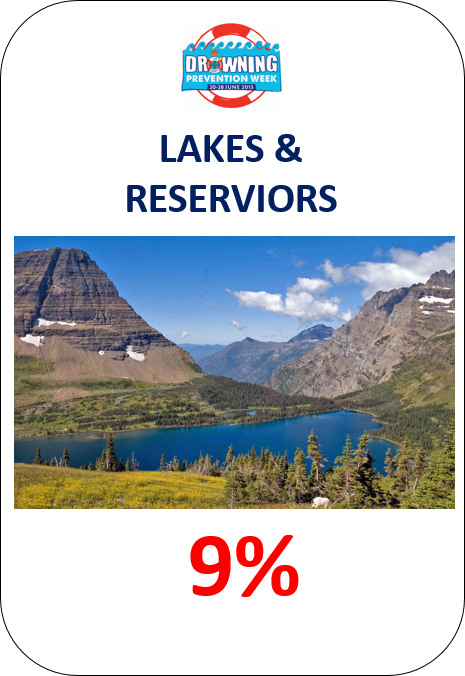 DROWNING
PREVENTION WEEK
20-28 JUNE 2015
LAKES &
RESERVIORS
9%